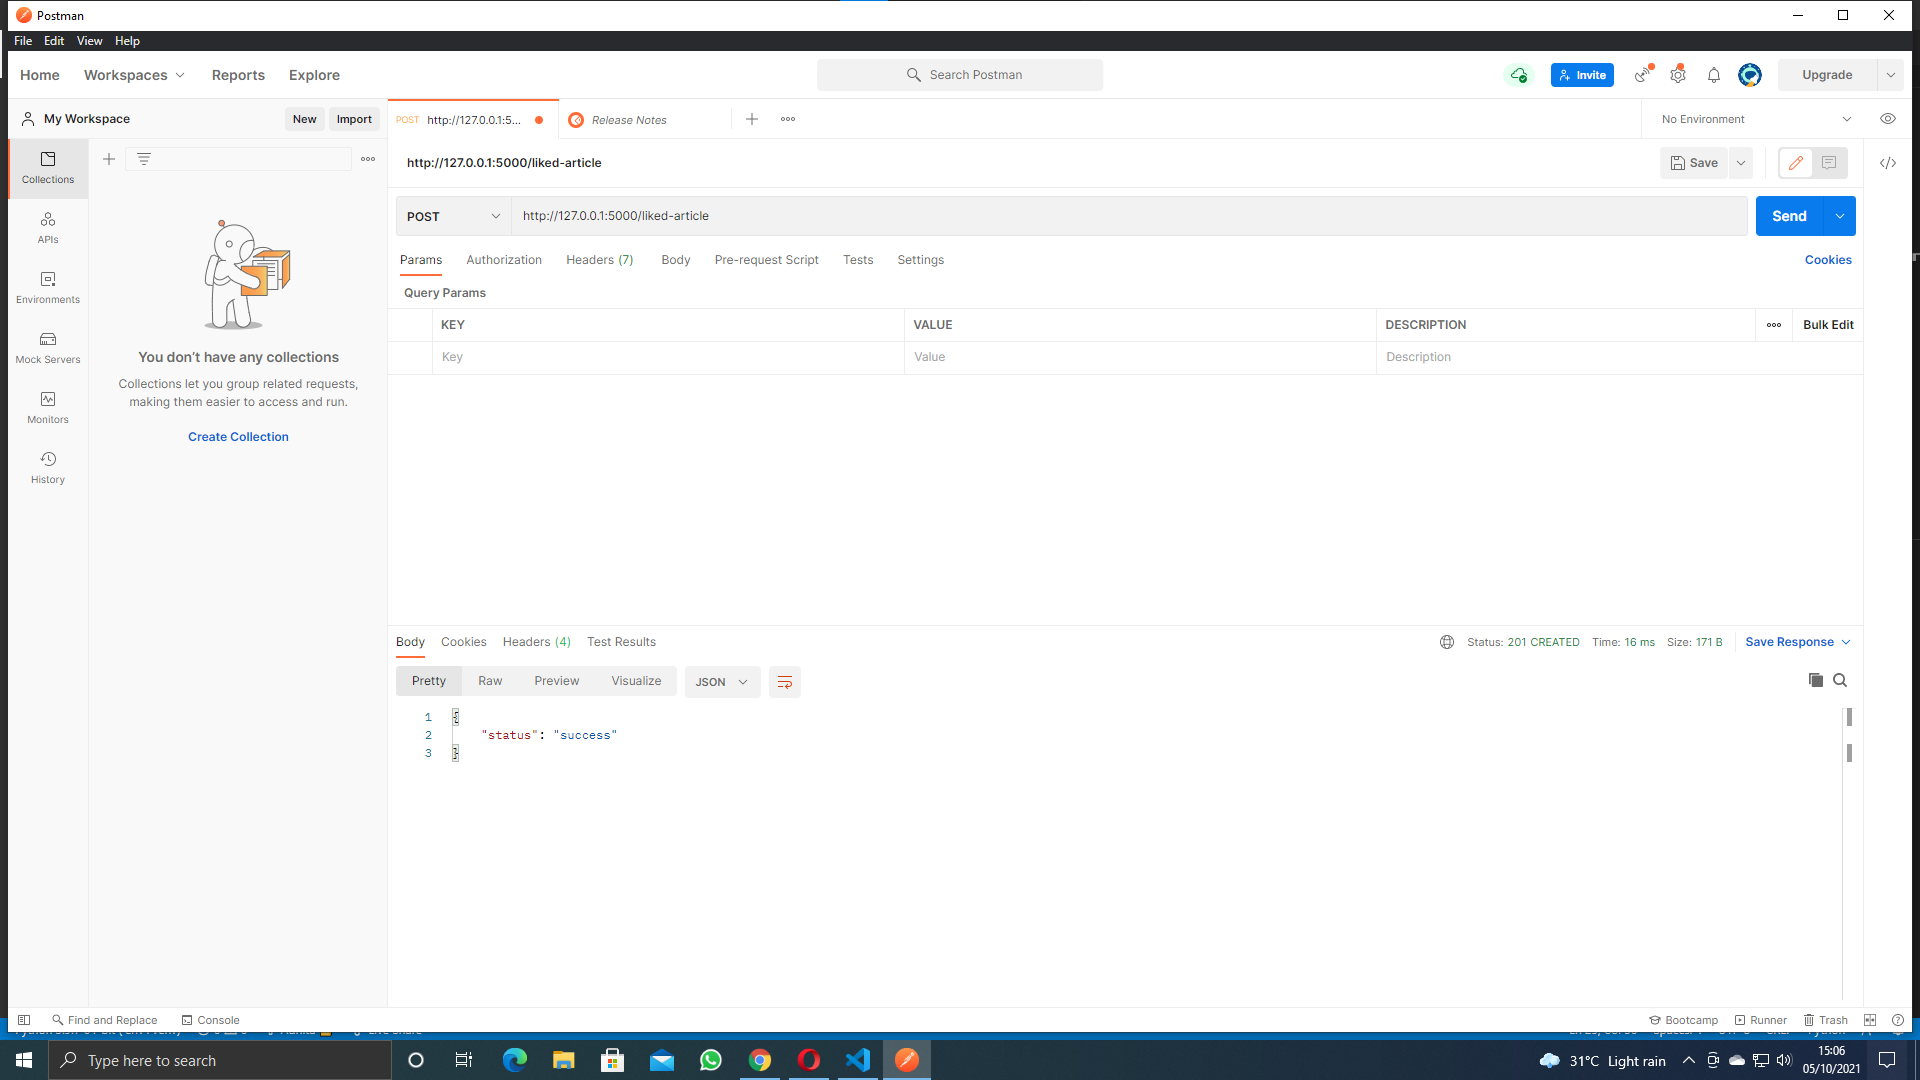 Postman
File Edit View Help
Home Workspaces Reports Explore
Search Postman
Invite
Upgrade
My Workspace
New Import
POST http://127.0.0.1:5...
Release Notes
No Environment
Collections
APIs
Environments
Mock Servers
Monitors
History
You don't have any collections
Collections let you group related requests,
making them easier to access and run.
Create Collection
http://127.0.0.1:5000/liked-article
Save
POST http://127.0.0.1:5000/liked-article
Send
Params Authorization Headers (7) Body Pre-request Script Tests Settings
Cookies
Query Params
KEY VALUE DESCRIPTION
Bulk Edit
Key Value Description
Body Cookies Headers (4) Test Results
Status: 201 CREATED Time: 16 ms Size: 171 B
Save Response
Pretty Raw Preview Visualize JSON
1 {
2 "status": "success"
3 }
Find and Replace Console
Bootcamp Runner Trash
Type here to search
31°C Light rain
15:06
05/10/2021